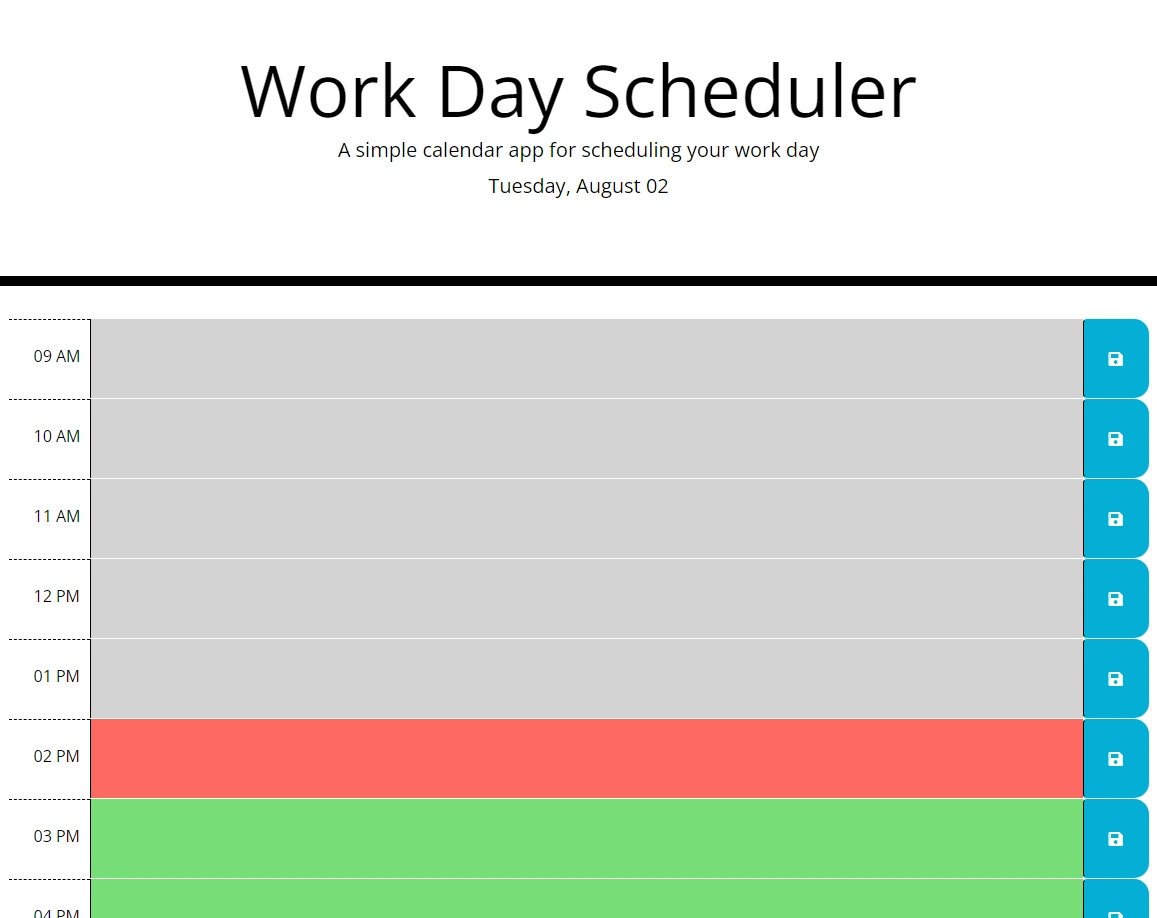 Work Day Scheduler
A simple calendar app for scheduling your work day
Tuesday, August 02
09 AM
10 AM
11 AM
12 PM
01 PM
02 PM
03 PM
04 PM